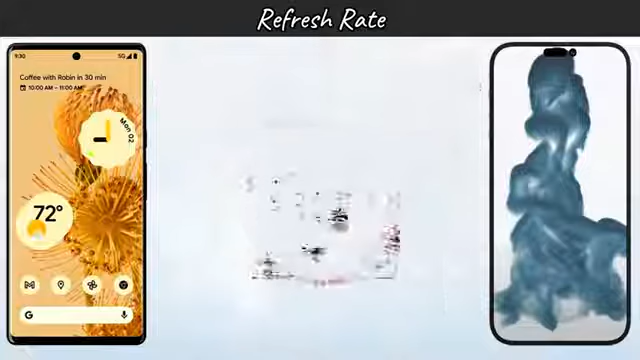 Refresh Rate
9:30
5G
Coffee with Robin in 30 min
10:00 AM – 11:00 AM
Mon 02
72°
G